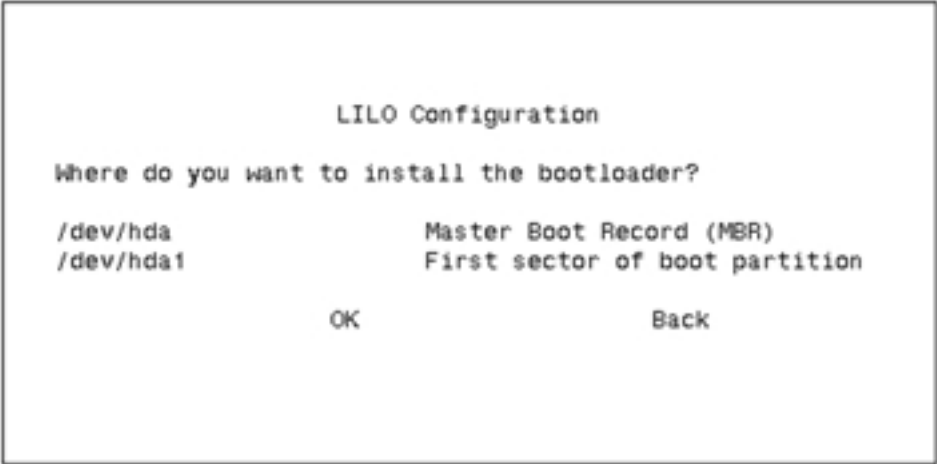 LILO Configuration
Where do you want to install the bootloader?
/dev/hda Master Boot Record (MBR)
/dev/hda1 First sector of boot partition
OK Back